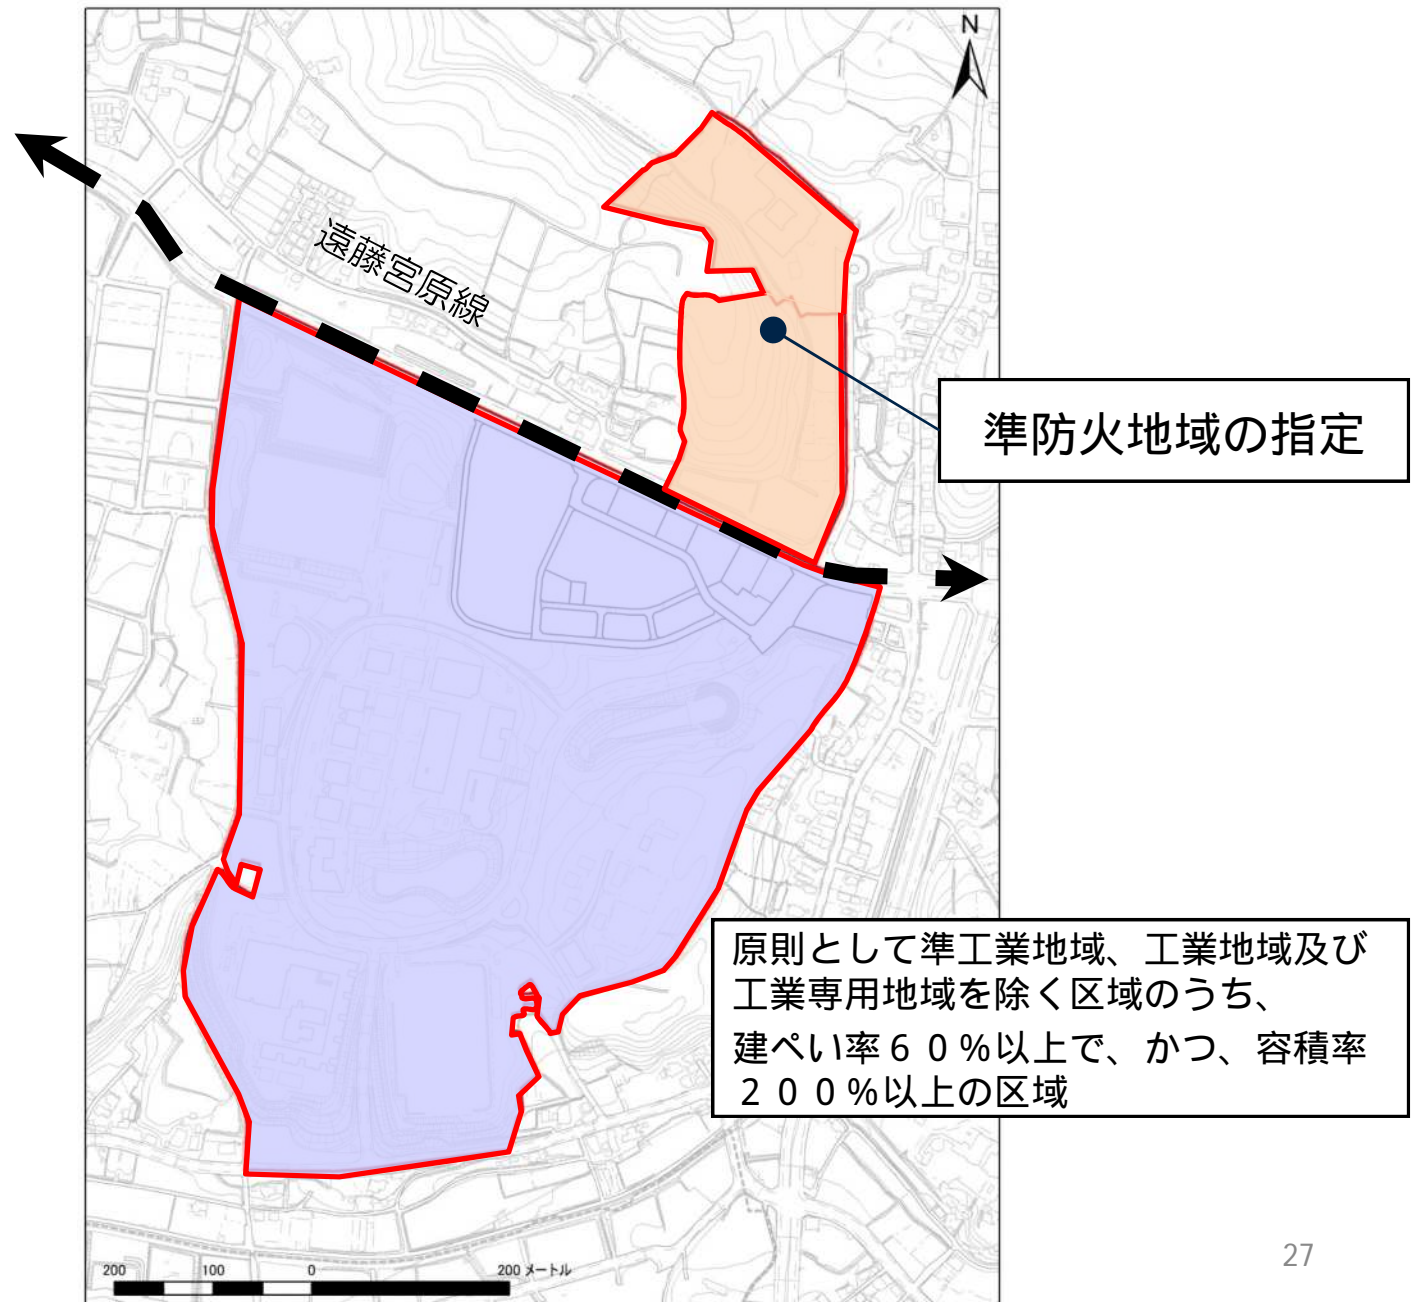 N
遠藤宮原線
準防火地域の指定
原則として準工業地域、工業地域及び
工業専用地域を除く区域のうち、
建ぺい率60%以上で、かつ、容積率
200%以上の区域
200 100 0 200 メートル
27